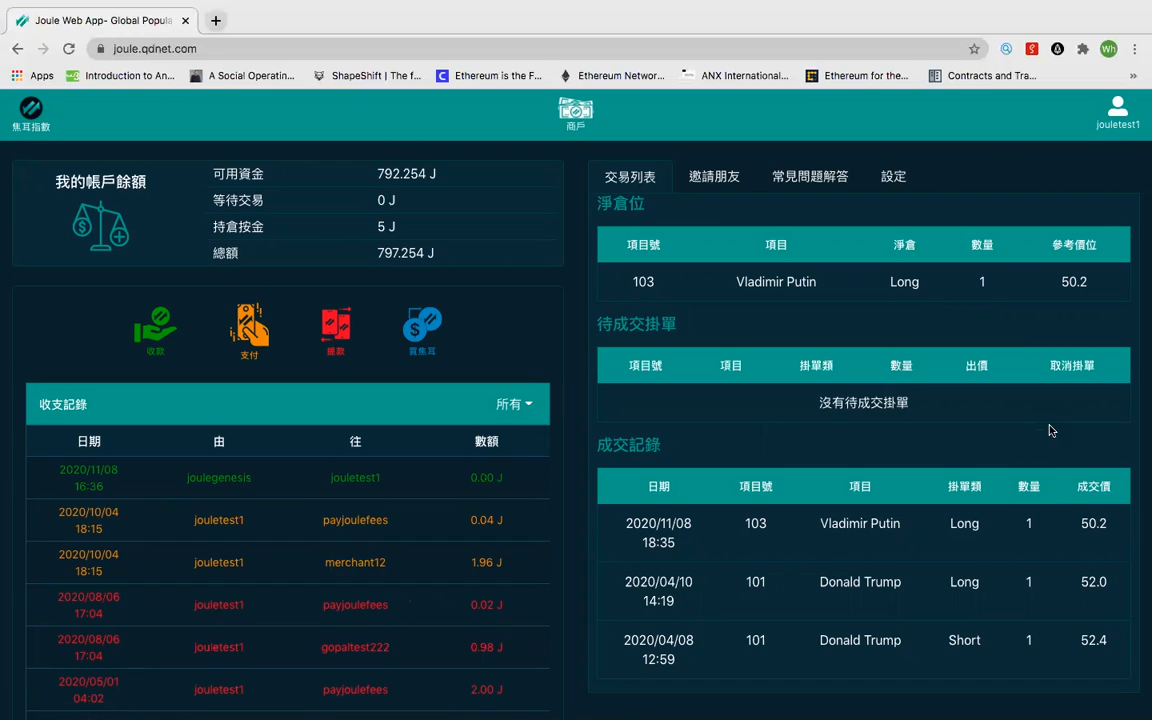 Joule Web App- Global Popula
joule.qdnet.com
Wh
Apps
Introduction to An...
A Social Operatin...
ShapeShift | The f...
Ethereum is the F...
Ethereum Networ...
ANX International...
Ethereum for the...
Contracts and Tra...
焦耳指數
商戶
jouletest1
我的帳戶餘額
可用資金 792.254 J
等待交易 0 J
持倉按金 5 J
總額 797.254 J
收款
支付
匯款
買焦耳
收支記錄 所有
日期 由 往 數額
2020/11/08 16:36 joulegenesis jouletest1 0.00 J
2020/10/04 18:15 jouletest1 payjoulefees 0.04 J
2020/10/04 18:15 jouletest1 merchant12 1.96 J
2020/08/06 17:04 jouletest1 payjoulefees 0.02 J
2020/08/06 17:04 jouletest1 gopaltest222 0.98 J
2020/05/01 04:02 jouletest1 payjoulefees 2.00 J
交易列表 邀請朋友 常見問題解答 設定
淨倉位
項目號 項目 淨倉 數量 參考價位
103 Vladimir Putin Long 1 50.2
待成交掛單
項目號 項目 掛單類 數量 出價 取消掛單
沒有待成交掛單
成交記錄
日期 項目號 項目 掛單類 數量 成交價
2020/11/08 18:35 103 Vladimir Putin Long 1 50.2
2020/04/10 14:19 101 Donald Trump Long 1 52.0
2020/04/08 12:59 101 Donald Trump Short 1 52.4